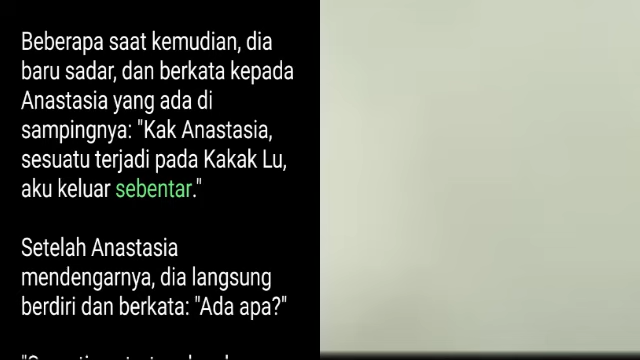 Beberapa saat kemudian, dia
baru sadar, dan berkata kepada
Anastasia yang ada di
sampingnya: "Kak Anastasia,
sesuatu terjadi pada Kakak Lu,
aku keluar sebentar."
Setelah Anastasia
mendengarnya, dia langsung
berdiri dan berkata: "Ada apa?"